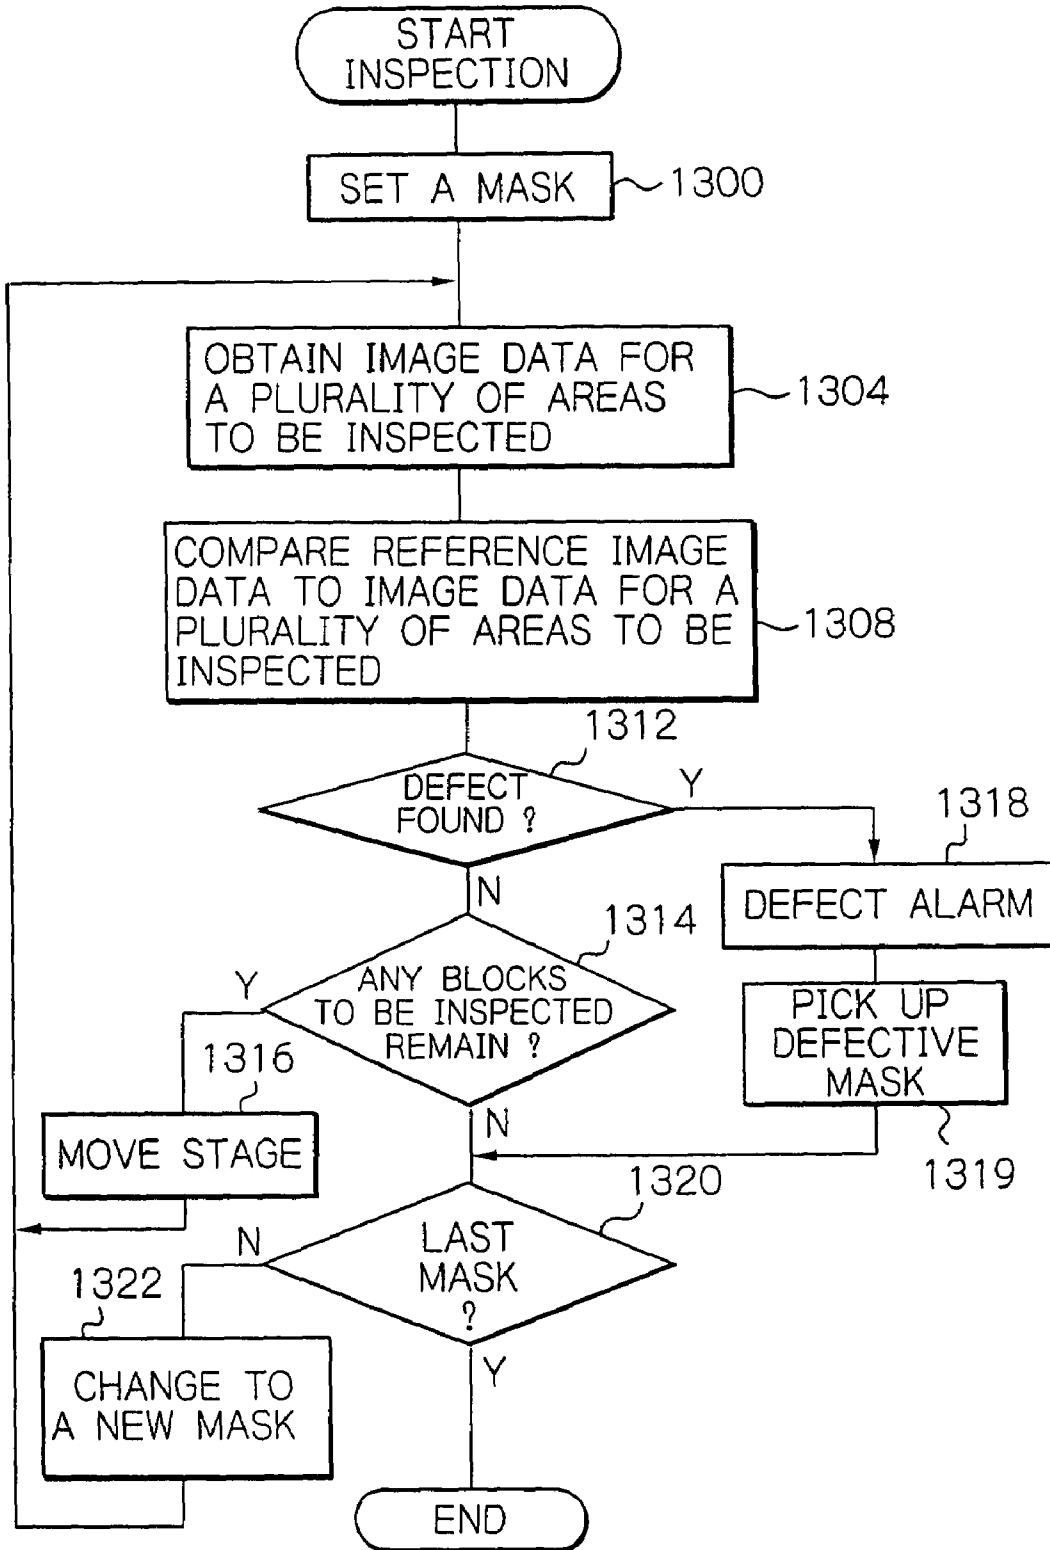 START
INSPECTION
SET A MASK
1300
OBTAIN IMAGE DATA FOR
A PLURALITY OF AREAS
TO BE INSPECTED
1304
COMPARE REFERENCE IMAGE
DATA TO IMAGE DATA FOR A
PLURALITY OF AREAS TO BE
INSPECTED
1308
1312
DEFECT
FOUND ?
Y
N
1318
DEFECT ALARM
1314
ANY BLOCKS
TO BE INSPECTED
REMAIN ?
Y
N
PICK UP
DEFECTIVE
MASK
1319
1316
MOVE STAGE
1320
LAST
MASK
?
N
Y
1322
CHANGE TO
A NEW MASK
END